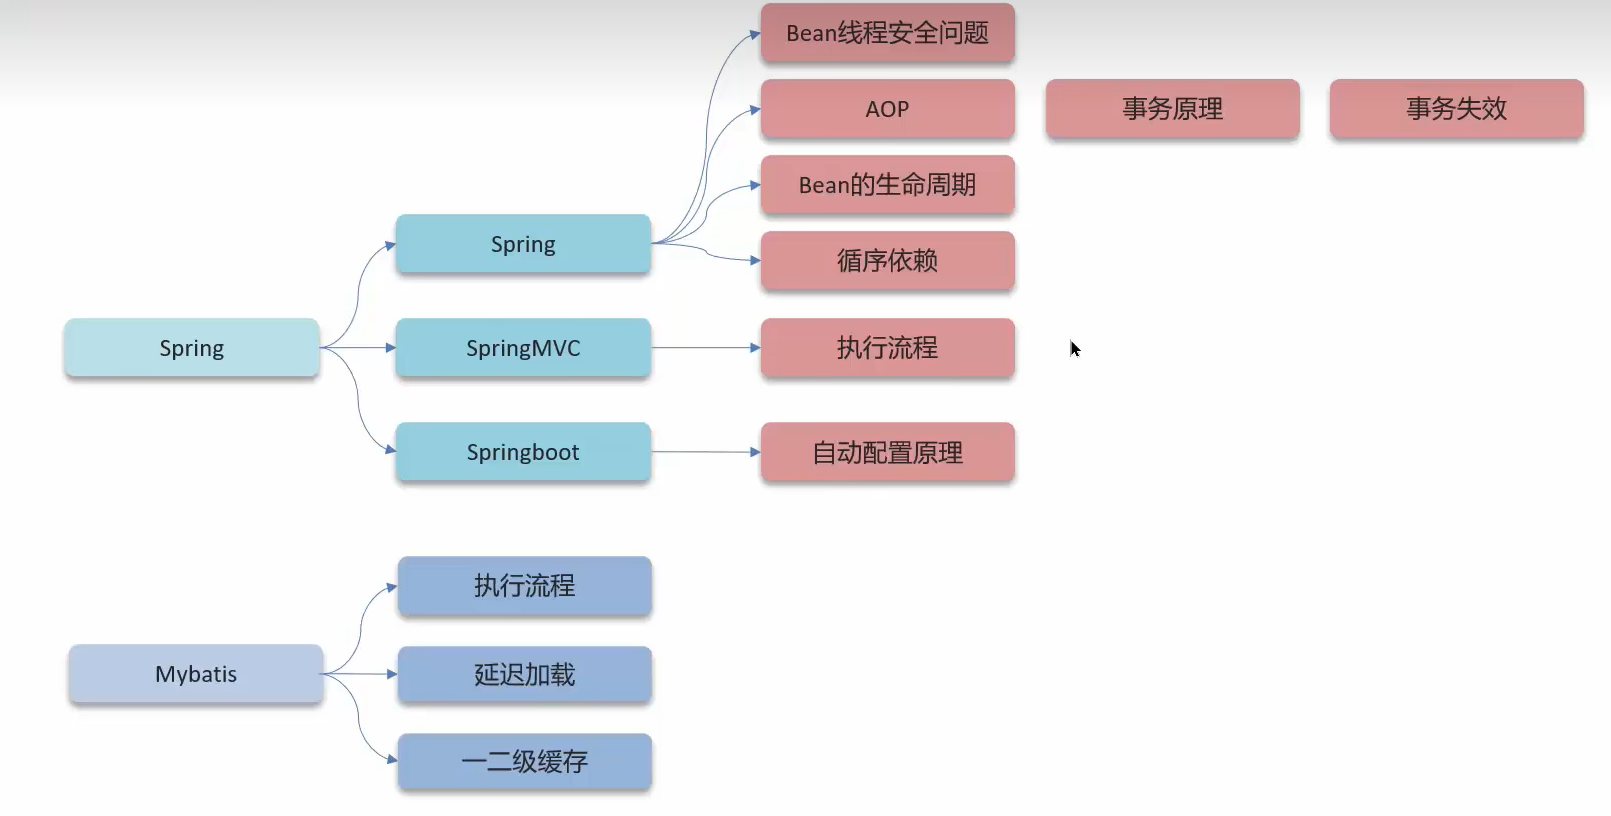 Bean线程安全问题
AOP
事务原理
事务失效
Bean的生命周期
Spring
循序依赖
Spring
SpringMVC
执行流程
Springboot
自动配置原理
执行流程
Mybatis
延迟加载
一二级缓存